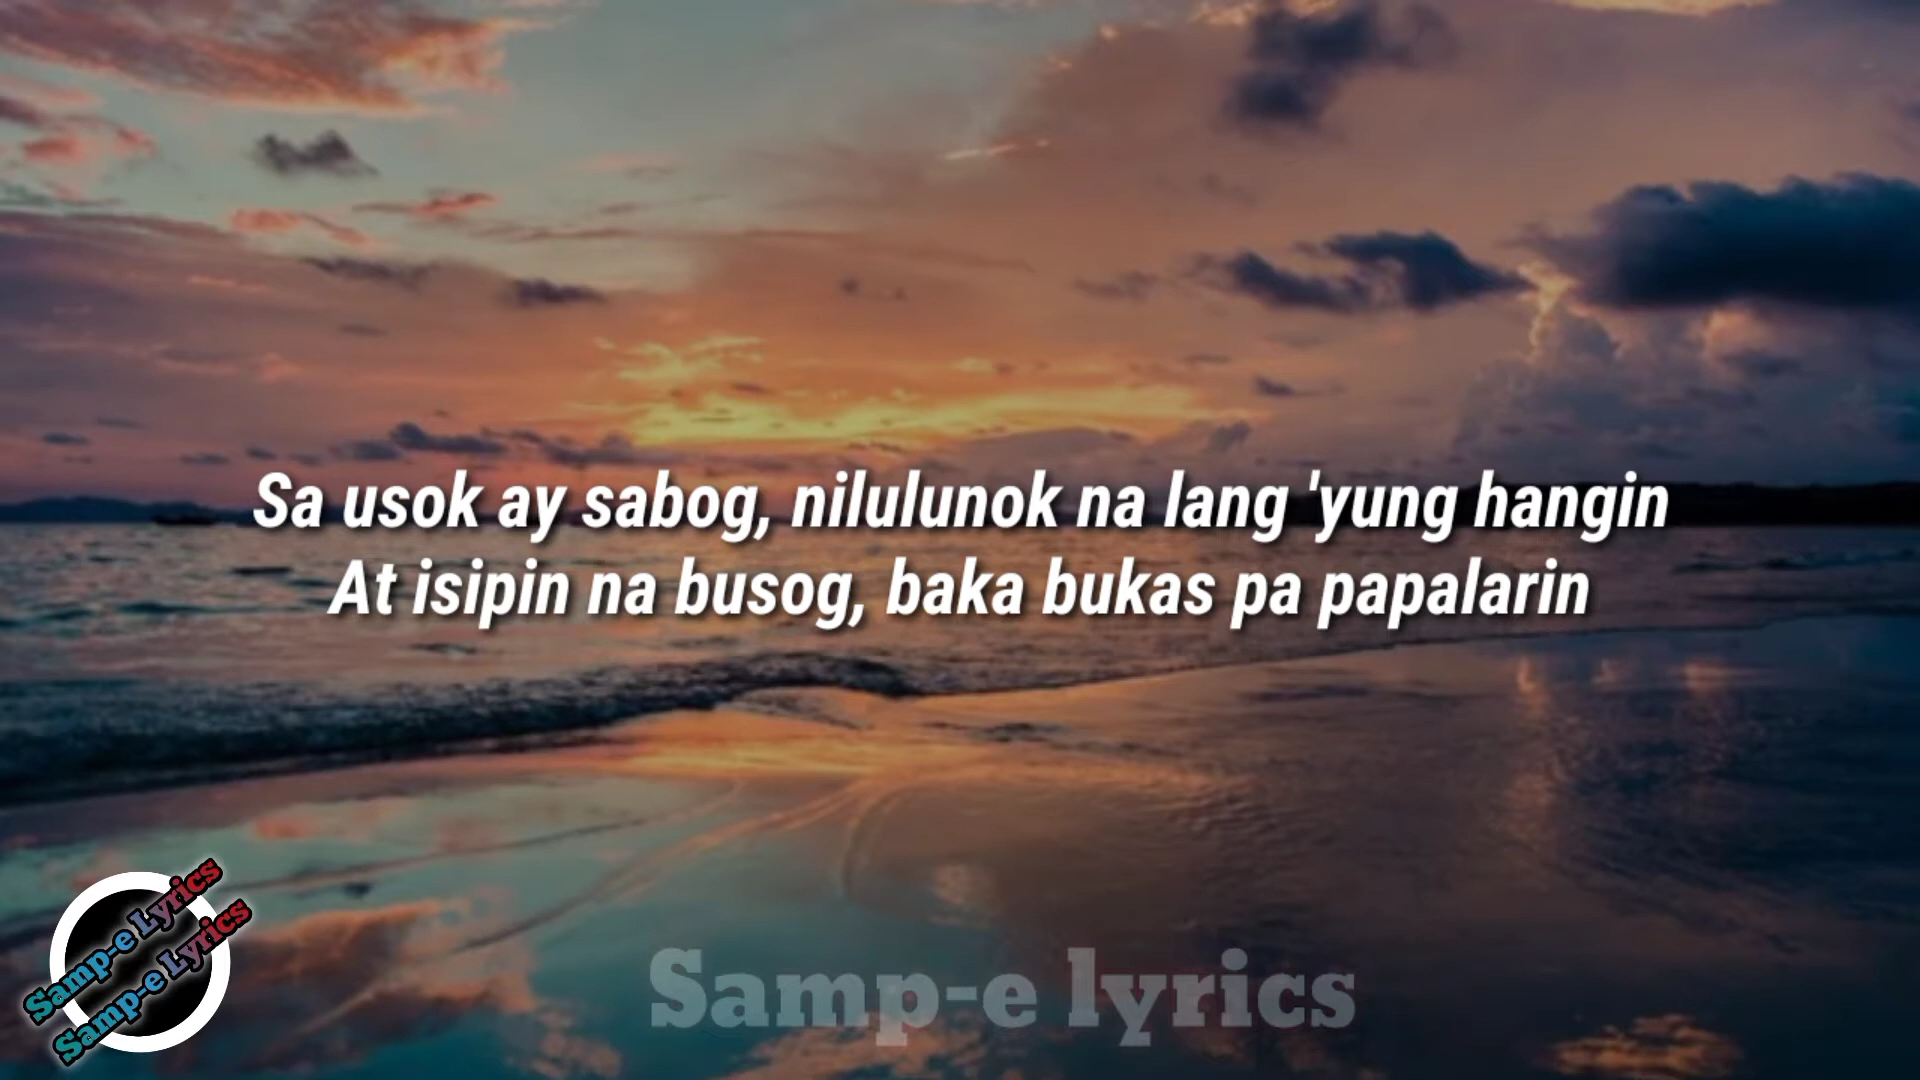 Sa usok ay sabog, nilulunok na lang 'yung hangin
At isipin na busog, baka bukas pa papalarin
Samp-e Lyrics
Samp-e Lyrics
Samp-e lyrics